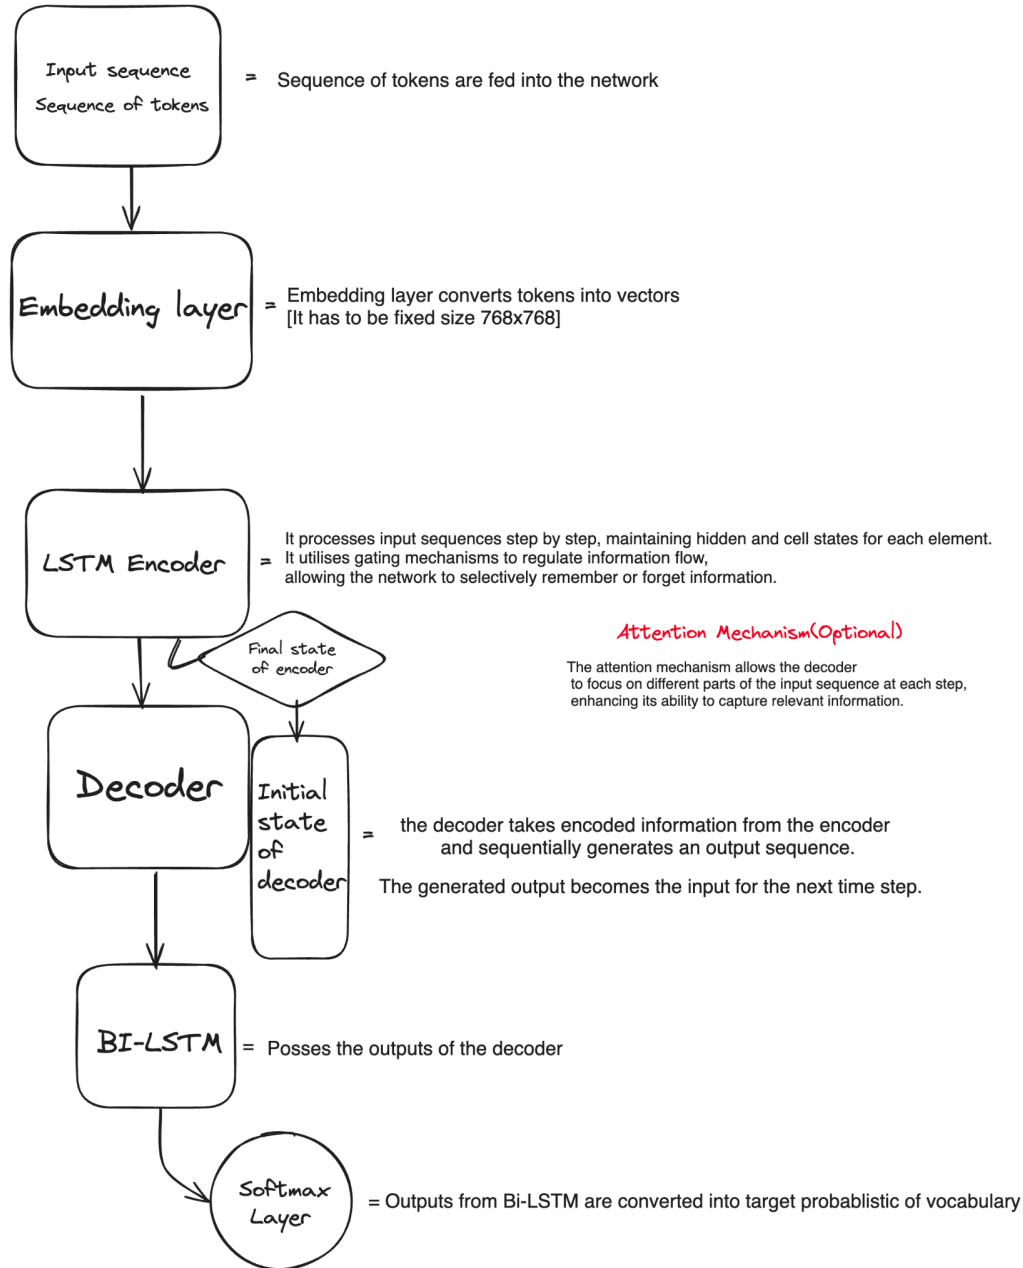 Input sequence
Sequence of tokens
= Sequence of tokens are fed into the network
Embedding layer
= Embedding layer converts tokens into vectors
[It has to be fixed size 768x768]
LSTM Encoder
= It processes input sequences step by step, maintaining hidden and cell states for each element.
It utilises gating mechanisms to regulate information flow,
allowing the network to selectively remember or forget information.
Final state
of encoder
Attention Mechanism(Optional)
The attention mechanism allows the decoder
to focus on different parts of the input sequence at each step,
enhancing its ability to capture relevant information.
Decoder
Initial
state
of
decoder
= the decoder takes encoded information from the encoder
and sequentially generates an output sequence.
The generated output becomes the input for the next time step.
BI-LSTM
= Posses the outputs of the decoder
Softmax
Layer
= Outputs from Bi-LSTM are converted into target probablistic of vocabulary